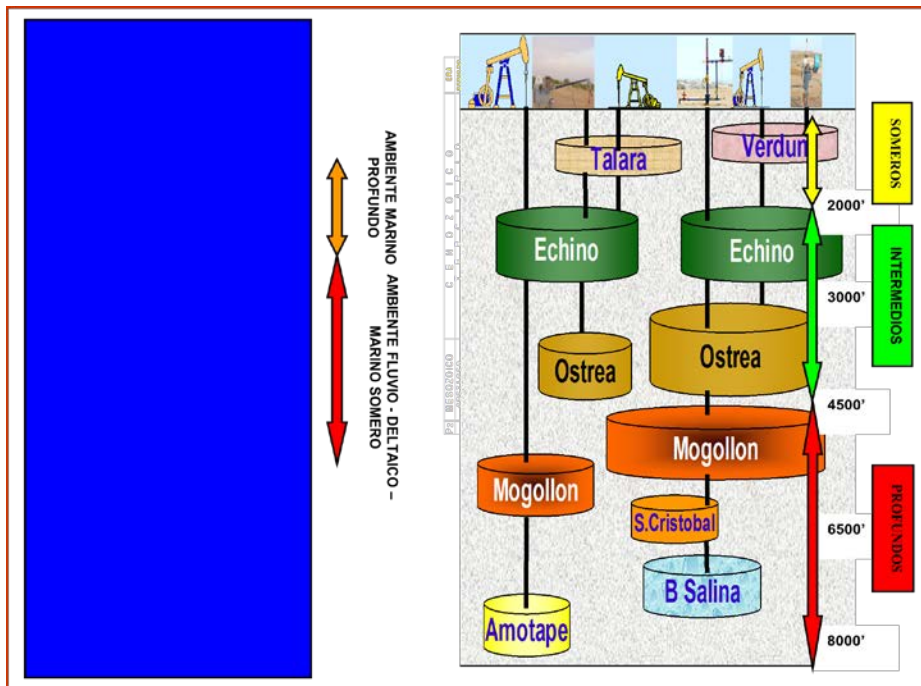 AMBIENTE MARINO
PROFUNDO
AMBIENTE FLUVIO - DELTAICO –
MARINO SOMERO
Talara
Verdun
Echino
Echino
Ostrea
Ostrea
Mogollon
Mogollon
S.Cristobal
B Salina
Amotape
2000'
3000'
4500'
6500'
8000'
SOMEROS
INTERMEDIOS
PROFUNDOS